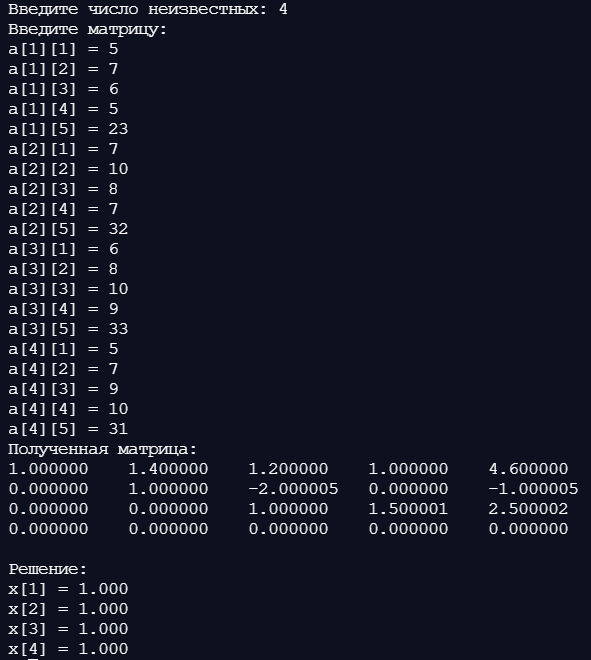 Введите число неизвестных: 4
Введите матрицу:
a[1][1] = 5
a[1][2] = 7
a[1][3] = 6
a[1][4] = 5
a[1][5] = 23
a[2][1] = 7
a[2][2] = 10
a[2][3] = 8
a[2][4] = 7
a[2][5] = 32
a[3][1] = 6
a[3][2] = 8
a[3][3] = 10
a[3][4] = 9
a[3][5] = 33
a[4][1] = 5
a[4][2] = 7
a[4][3] = 9
a[4][4] = 10
a[4][5] = 31
Полученная матрица:
1.000000 1.400000 1.200000 1.000000 4.600000
0.000000 1.000000 -2.000005 0.000000 -1.000005
0.000000 0.000000 1.000000 1.500001 2.500002
0.000000 0.000000 0.000000 0.000000 0.000000
Решение:
x[1] = 1.000
x[2] = 1.000
x[3] = 1.000
x[4] = 1.000